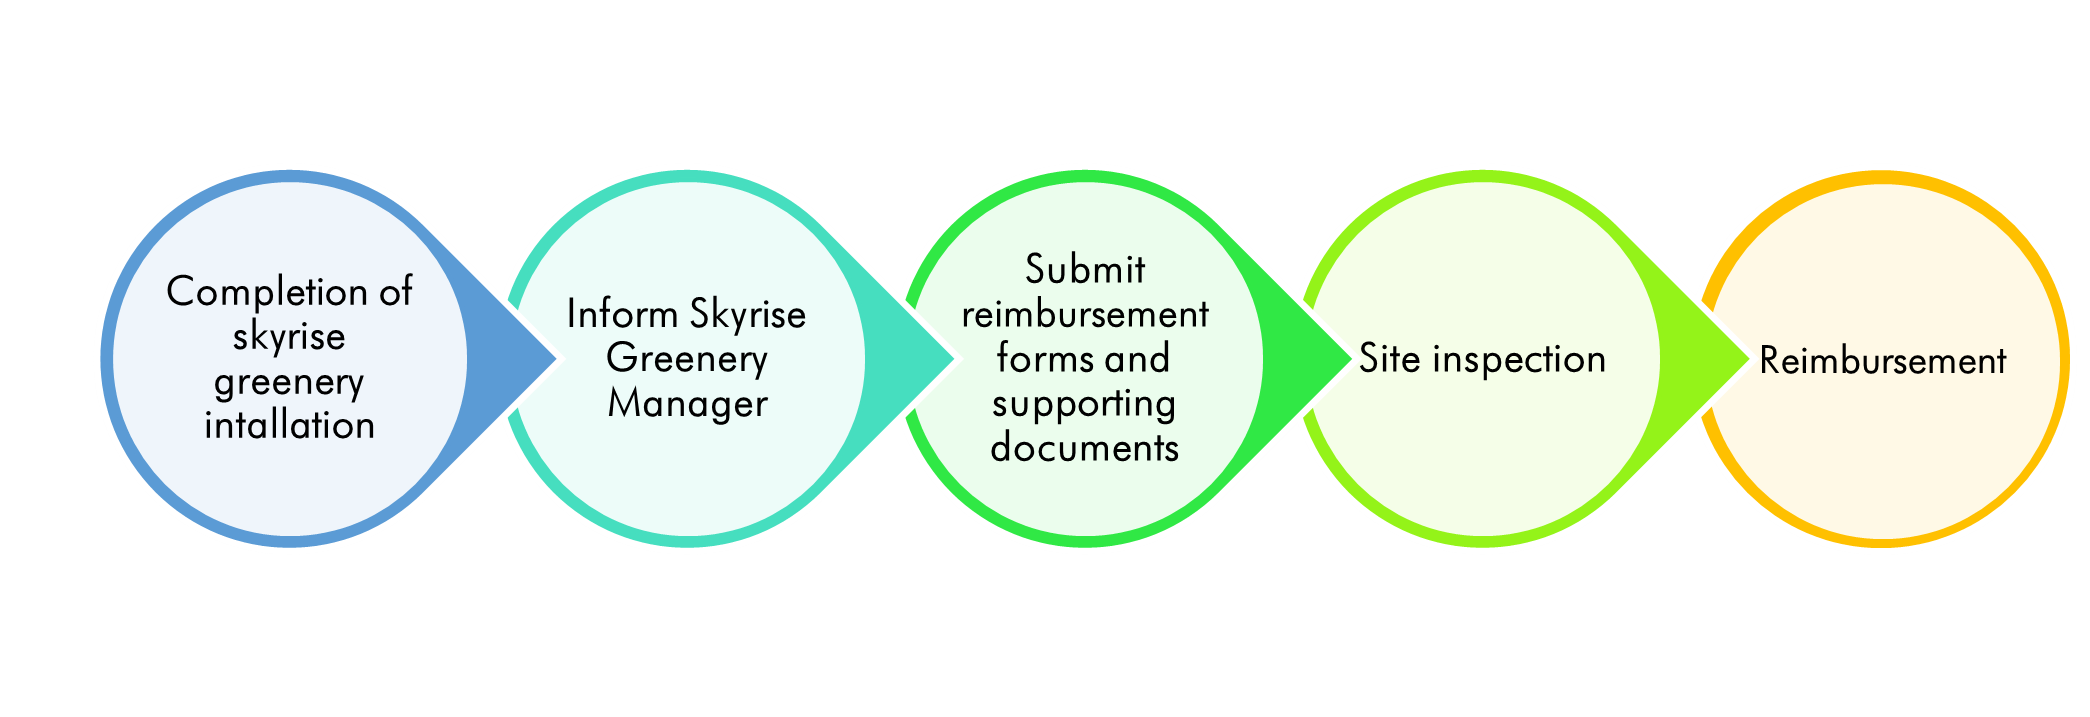 Completion of
skyrise
greenery
intallation
Inform Skyrise
Greenery
Manager
Submit
reimbursement
forms and
supporting
documents
Site inspection
Reimbursement